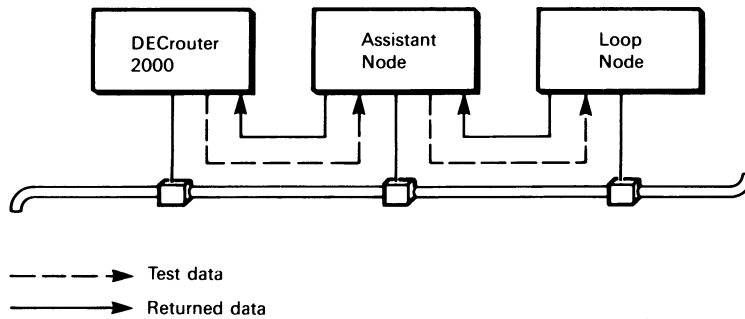 DECrouter
2000
Assistant
Node
Loop
Node
Test data
Returned data